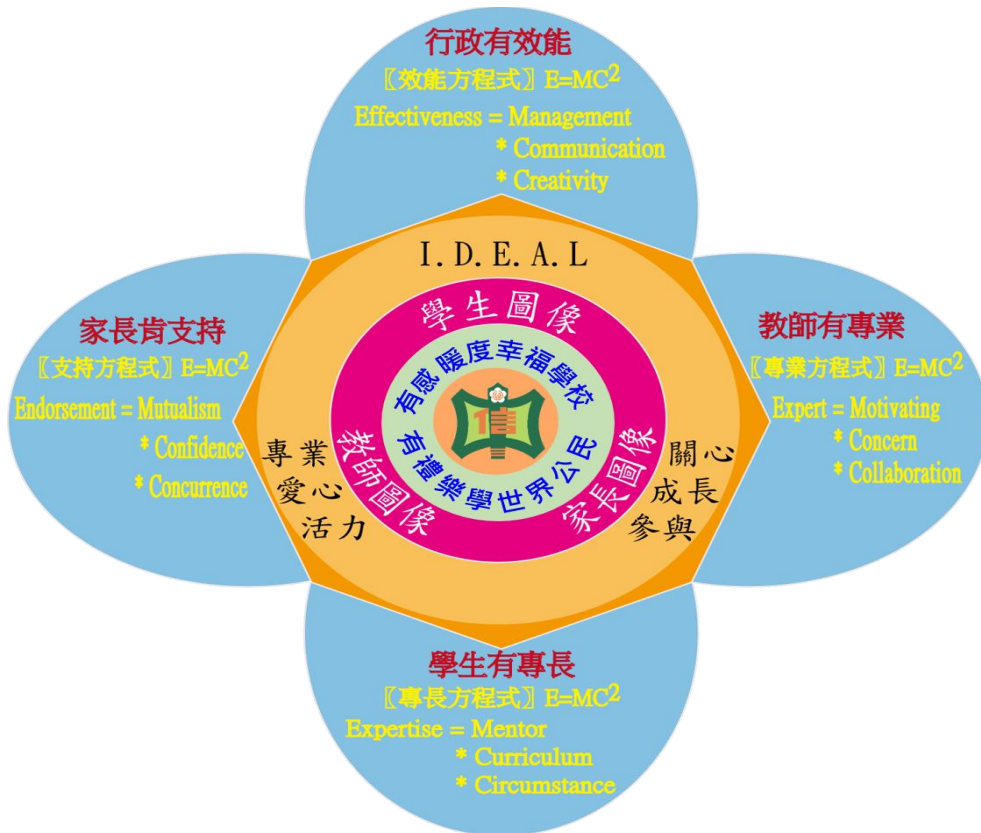 行政有效能
〖效能方程式〗E=MC²
Effectiveness = Management
* Communication
* Creativity
家長肯支持
〖支持方程式〗E=MC²
Endorsement = Mutualism
* Confidence
* Concurrence
I.D.E.A.L
學生圖像
有感 暖度幸福學校
有禮樂學世界公民
教師圖像
專業
愛心
活力
家長圖像
關心
成長
參與
教師有專業
〖專業方程式〗E=MC²
Expert = Motivating
* Concern
* Collaboration
學生有專長
〖專長方程式〗E=MC²
Expertise = Mentor
* Curriculum
* Circumstance